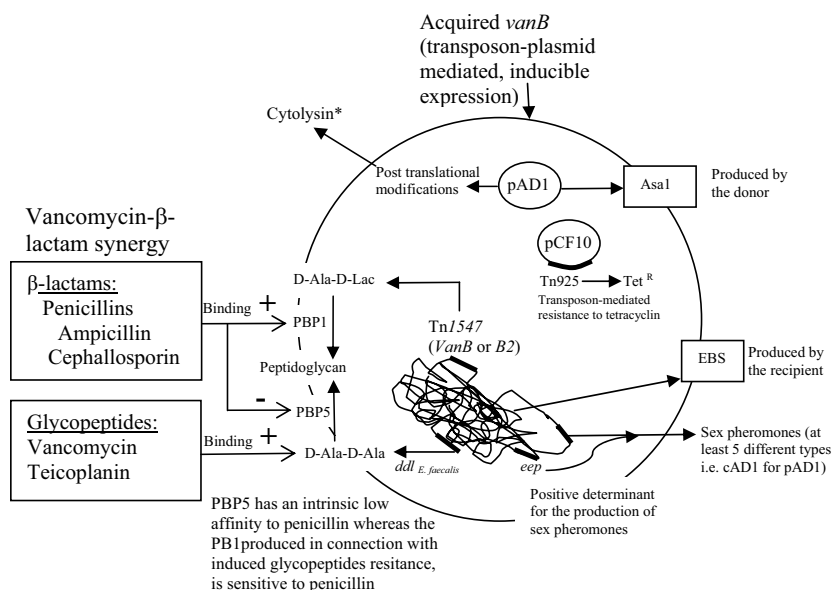 Acquired vanB
(transposon-plasmid
mediated, inducible
expression)
Cytolysin*
Post translational
modifications
pAD1
Asa1
Produced by
the donor
Vancomycin-β-
lactam synergy
pCF10
Tn925
Tet R
Transposon-mediated
resistance to tetracyclin
β-lactams:
Penicillins
Ampicillin
Cephallosporin
Binding +
D-Ala-D-Lac
PBP1
Peptidoglycan
Tn1547
(VanB or B2)
EBS
Produced by
the recipient
-
PBP5
Glycopeptides:
Vancomycin
Teicoplanin
Binding +
D-Ala-D-Ala
ddl E. faecalis
eep
Sex pheromones (at
least 5 different types
i.e. cAD1 for pAD1)
Positive determinant
for the production of
sex pheromones
PBP5 has an intrinsic low
affinity to penicillin whereas the
PB1produced in connection with
induced glycopeptides resitance,
is sensitive to penicillin